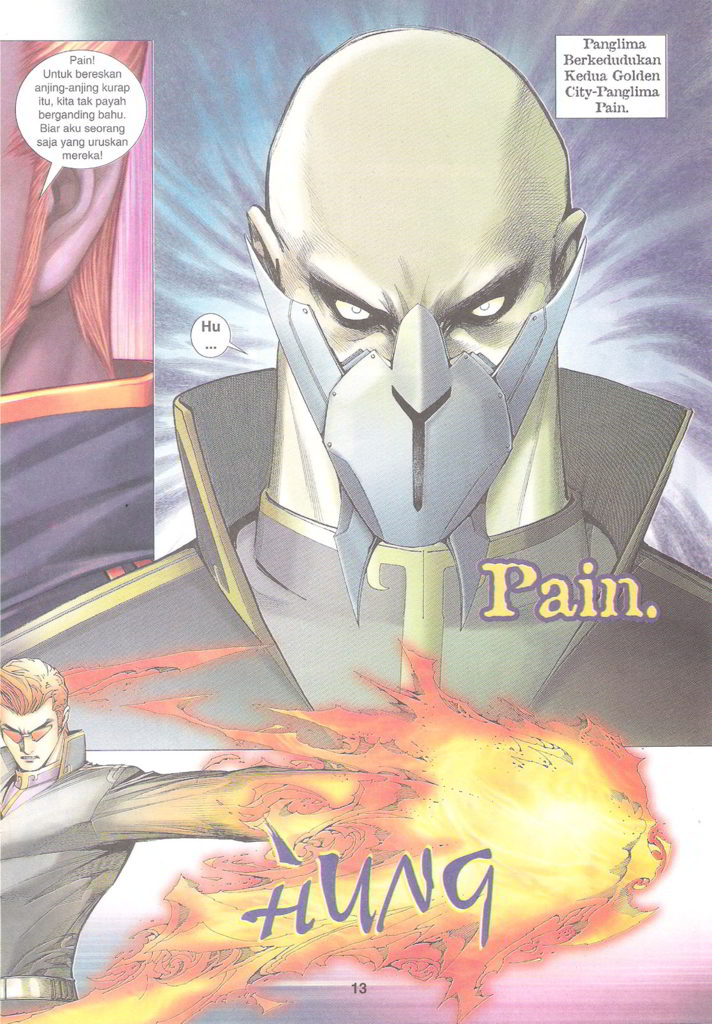 Pain!
Untuk bereskan
anjing-anjing kurap
itu, kita tak payah
berganding bahu.
Biar aku seorang
saja yang uruskan
mereka!
Panglima
Berkedudukan
Kedua Golden
City-Panglima
Pain.
Hu
...
Pain.
HUNG
13